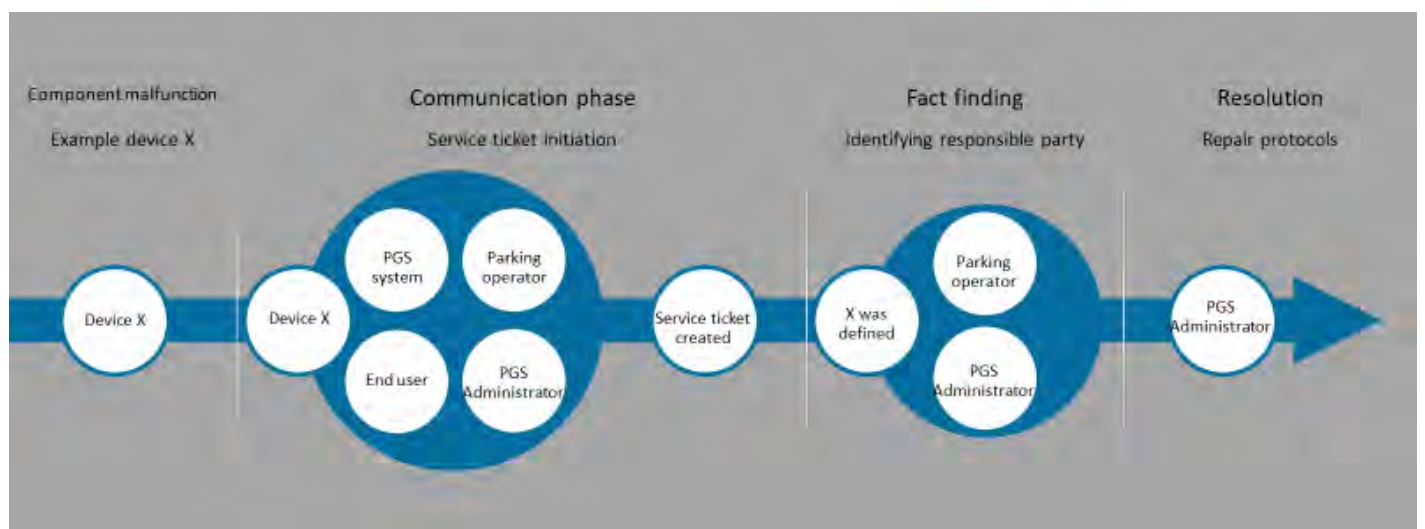 Component malfunction
Example device X
Communication phase
Service ticket initiation
Fact finding
Identifying responsible party
Resolution
Repair protocols
Device X
Device X
PGS
system
Parking
operator
End user
PGS
Administrator
Service ticket
created
X was
defined
Parking
operator
PGS
Administrator
PGS
Administrator